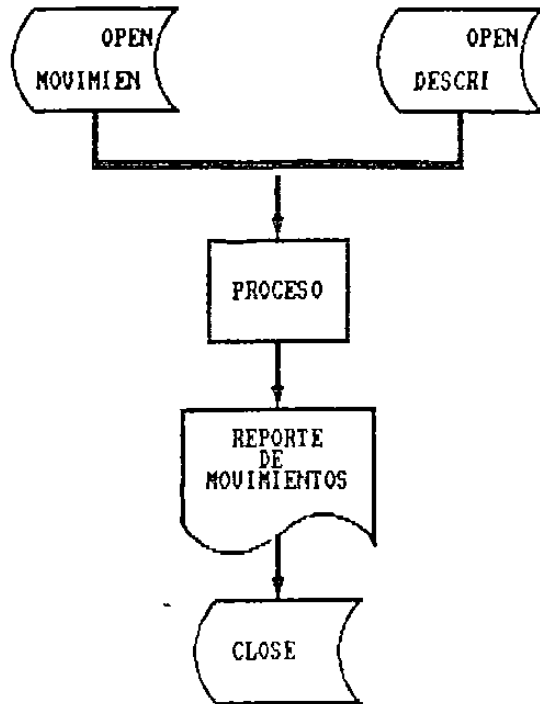 OPEN
MOVIMIEN
OPEN
DESCRI
PROCESO
REPORTE
DE
MOVIMIENTOS
CLOSE